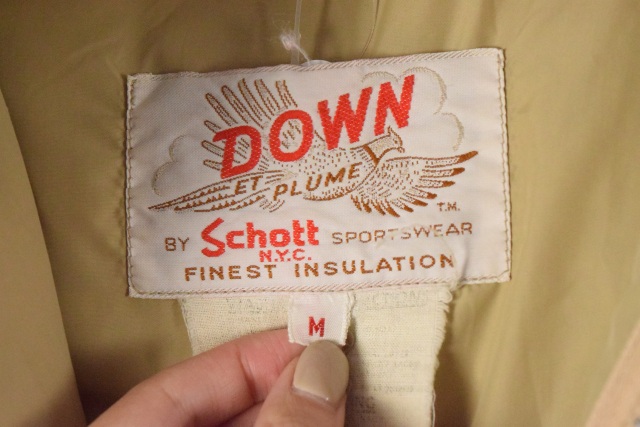 DOWN
ET PLUME
T.M.
BY Schott SPORTSWEAR
N.Y.C.
FINEST INSULATION
M